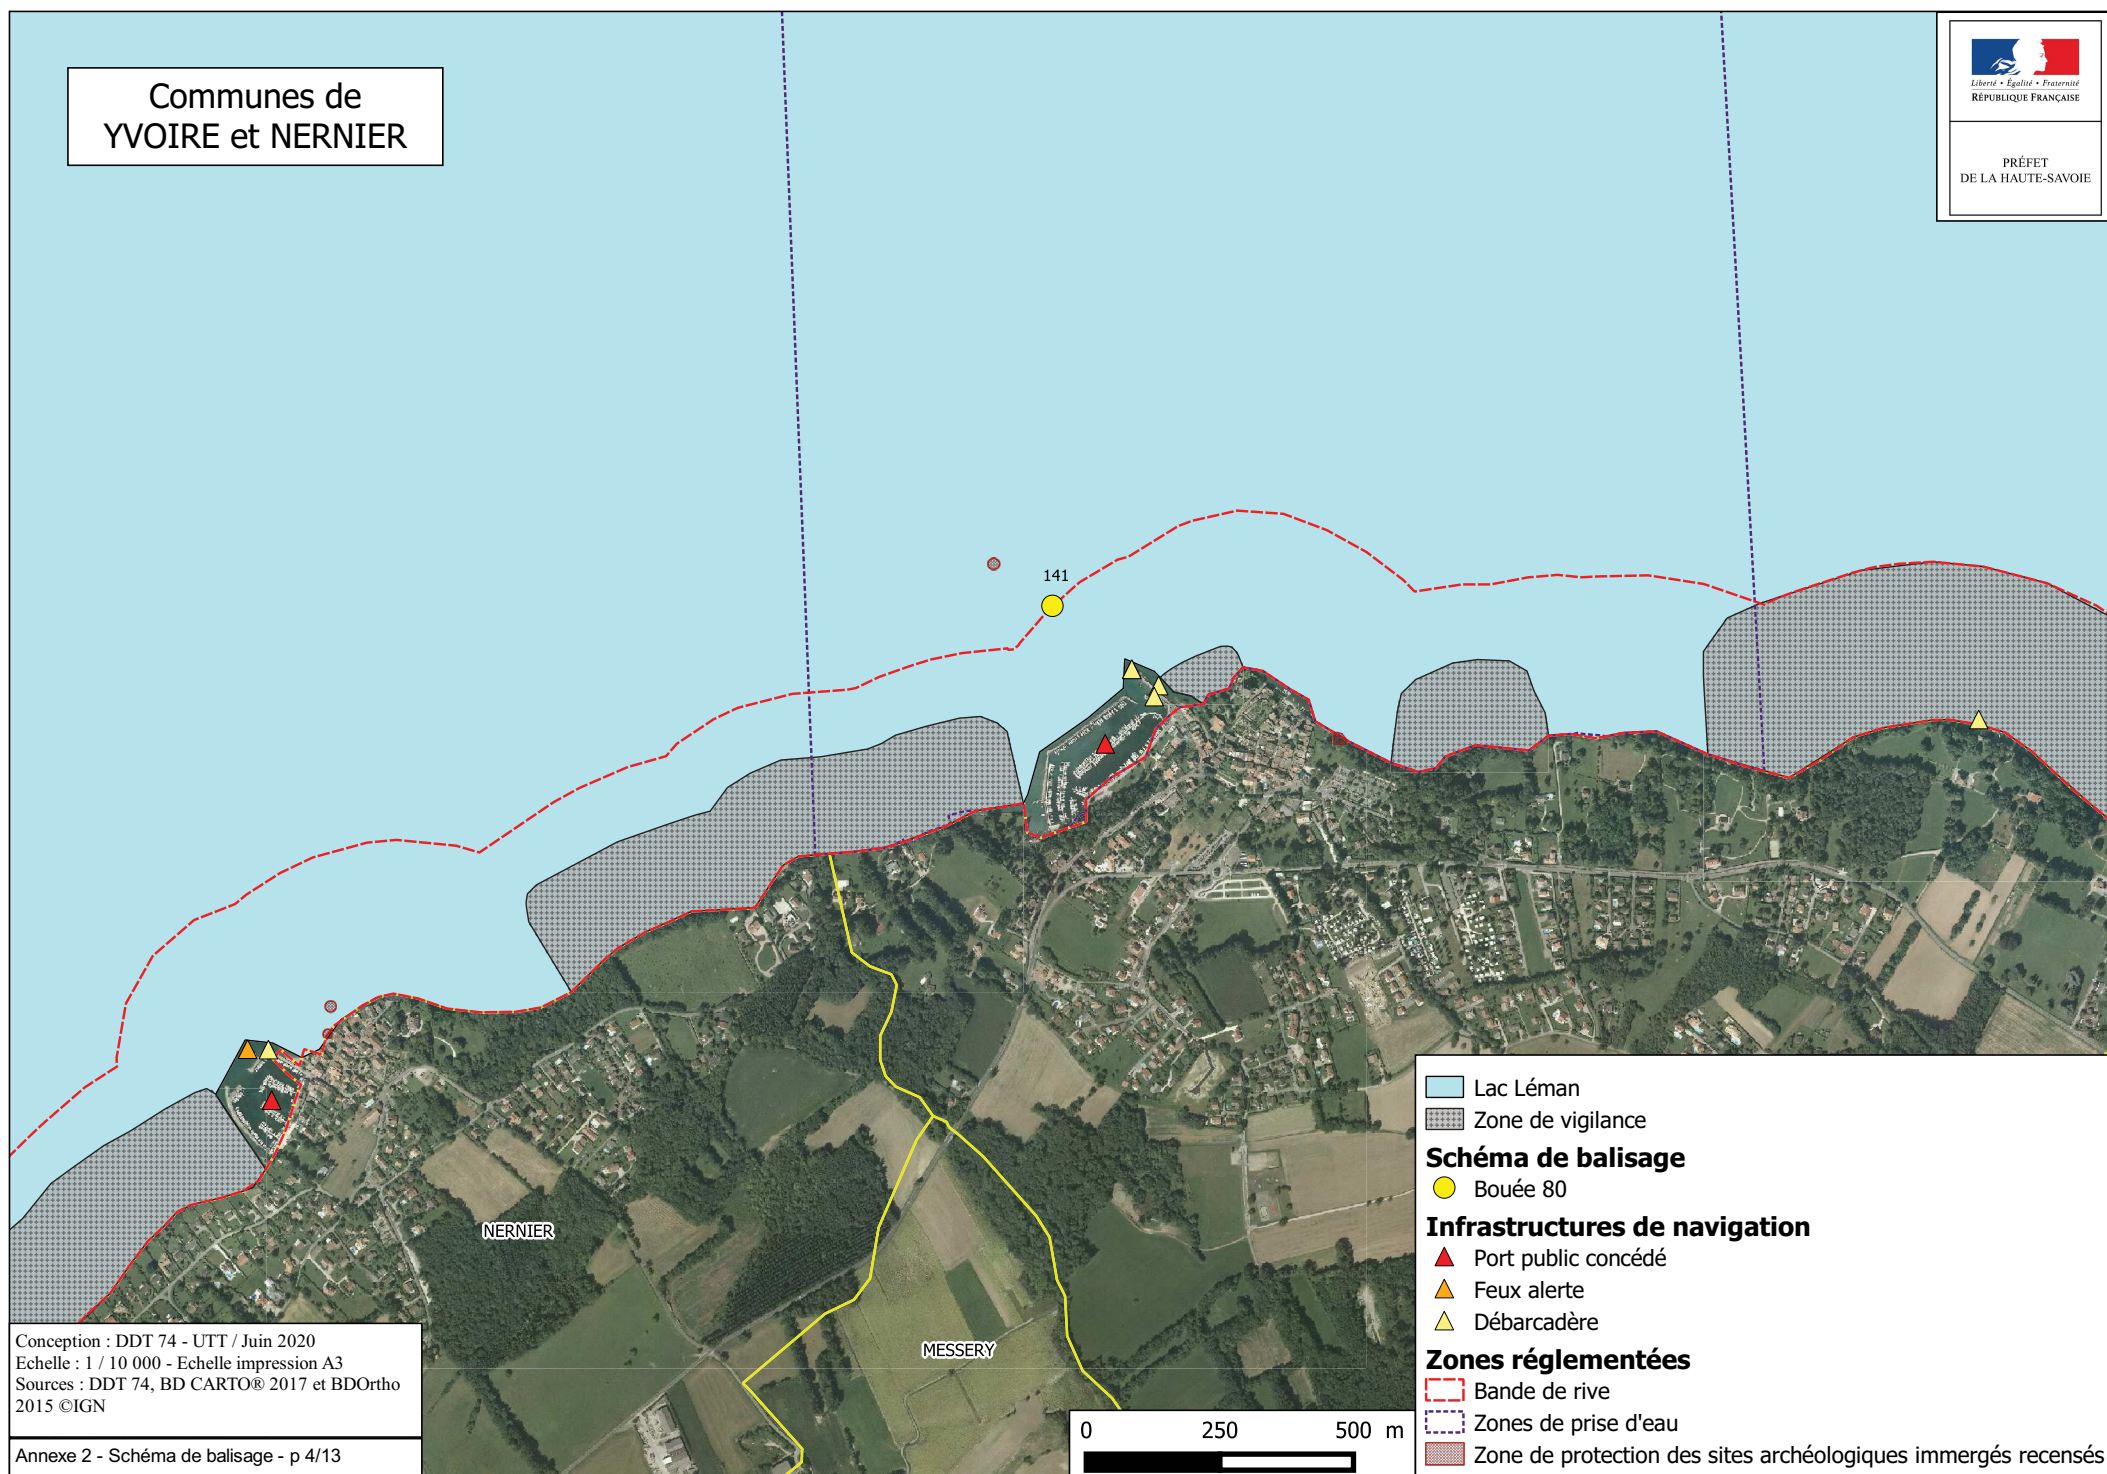 Communes de
YVOIRE et NERNIER
Liberté • Égalité • Fraternité
RÉPUBLIQUE FRANÇAISE
PRÉFET
DE LA HAUTE-SAVOIE
141
NERNIER
MESSERY
Lac Léman
Zone de vigilance
Schéma de balisage
Bouée 80
Infrastructures de navigation
Port public concédé
Feux alerte
Débarcadère
Zones réglementées
Bande de rive
Zones de prise d'eau
Zone de protection des sites archéologiques immergés recensés
Conception : DDT 74 - UTT / Juin 2020
Echelle : 1 / 10 000 - Echelle impression A3
Sources : DDT 74, BD CARTO® 2017 et BDOrtho
2015 ©IGN
Annexe 2 - Schéma de balisage - p 4/13
0 250 500 m